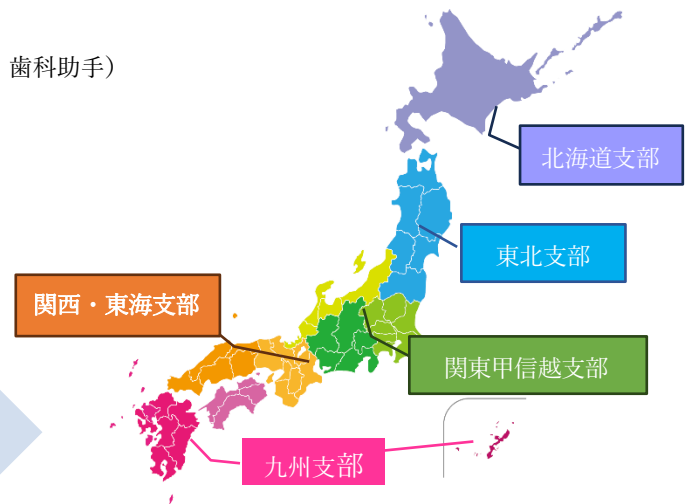 歯科助手）
北海道支部
東北支部
関西・東海支部
関東甲信越支部
九州支部